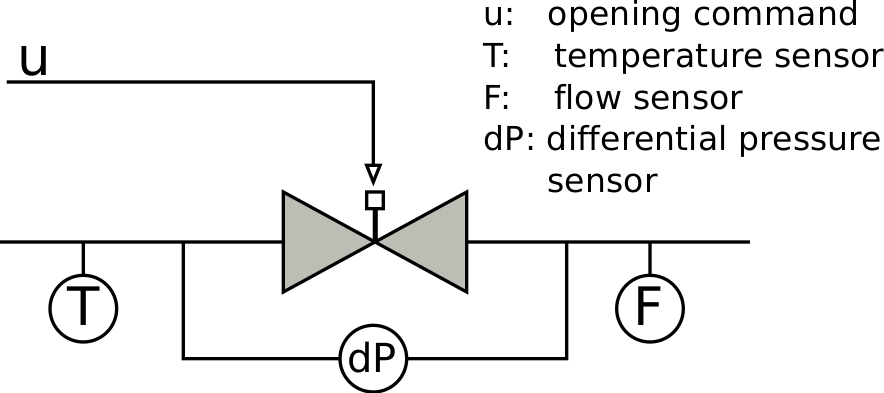 u: opening command
T: temperature sensor
F: flow sensor
dP: differential pressure
sensor
u
T
F
dP